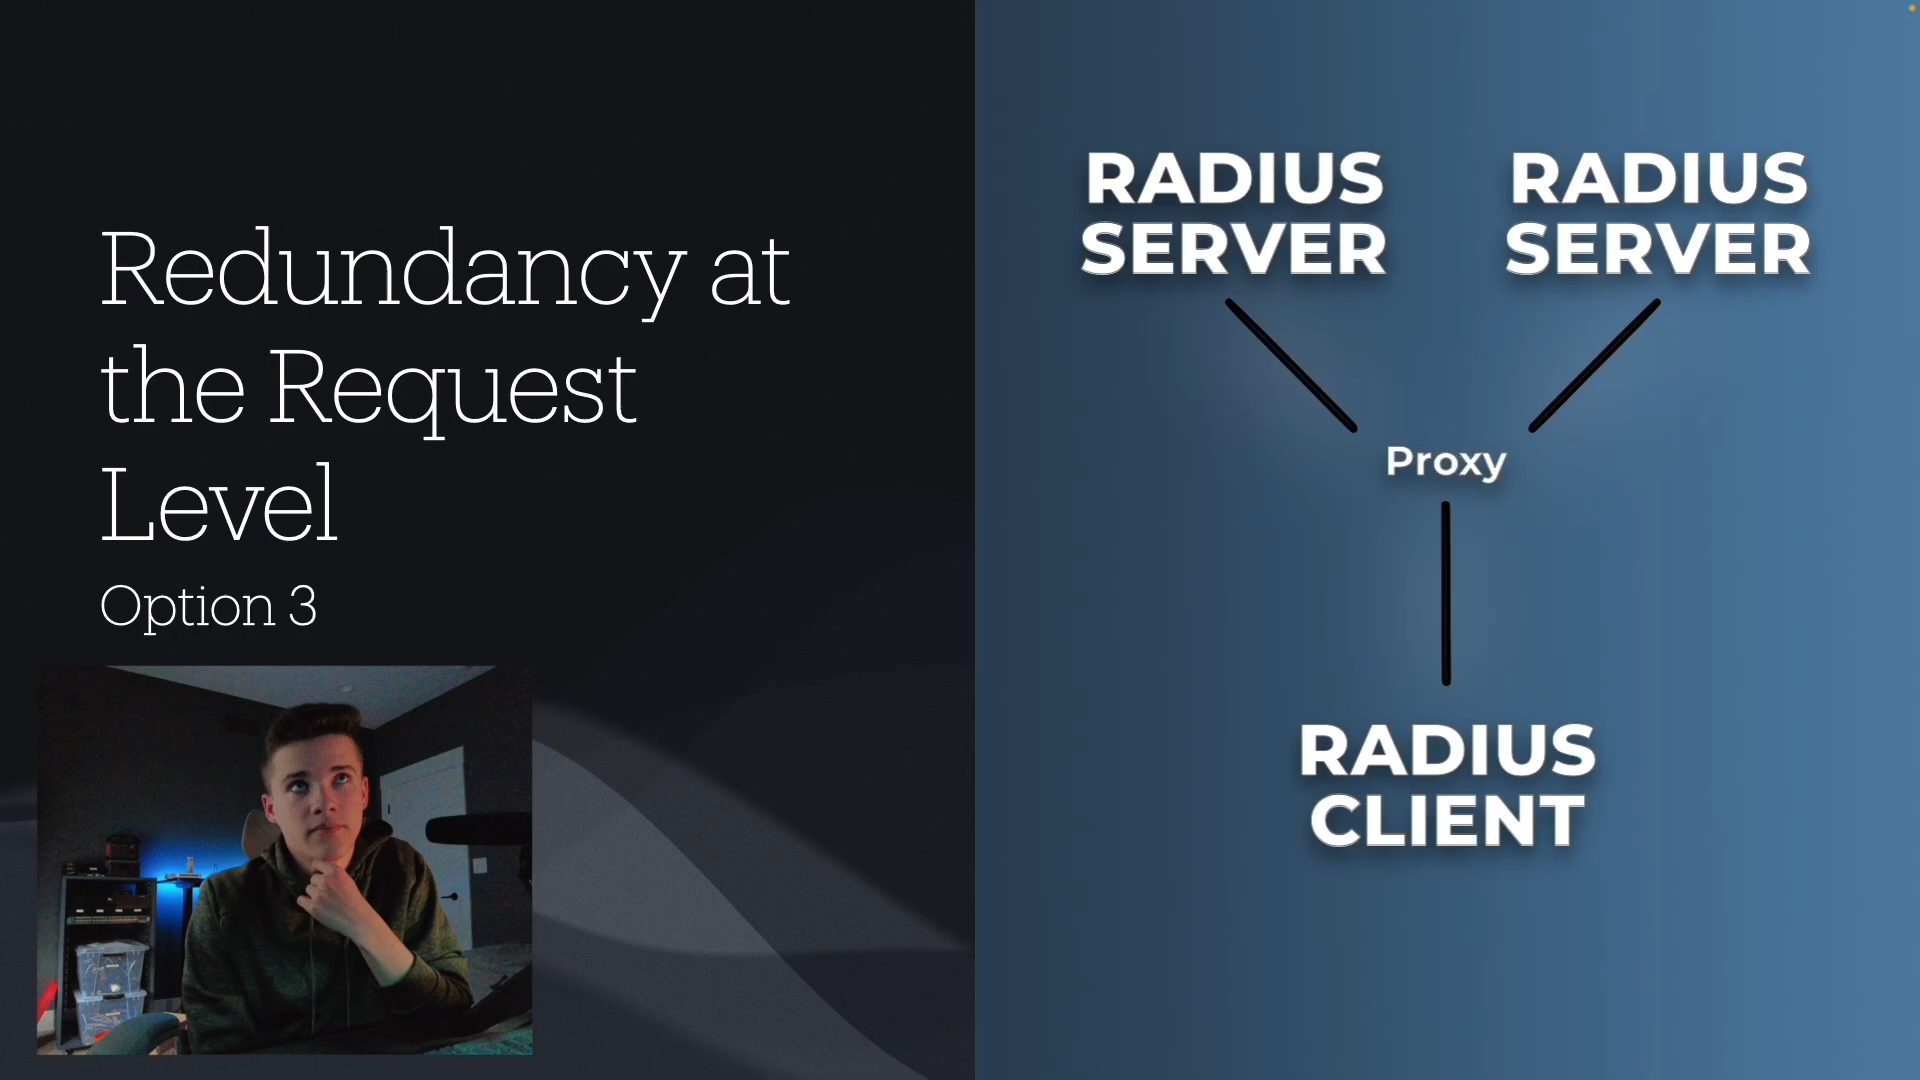 Redundancy at
the Request
Level
Option 3
RADIUS
SERVER
RADIUS
SERVER
Proxy
RADIUS
CLIENT